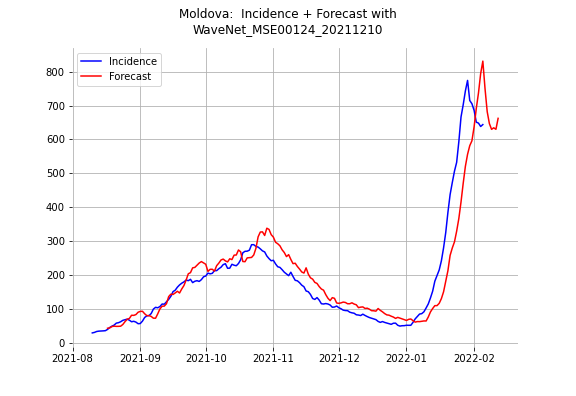 Moldova:  Incidence + Forecast with
WaveNet_MSE00124_20211210
Incidence
Forecast
800
700
600
500
400
300
200
100
0
2021-08 2021-09 2021-10 2021-11 2021-12 2022-01 2022-02